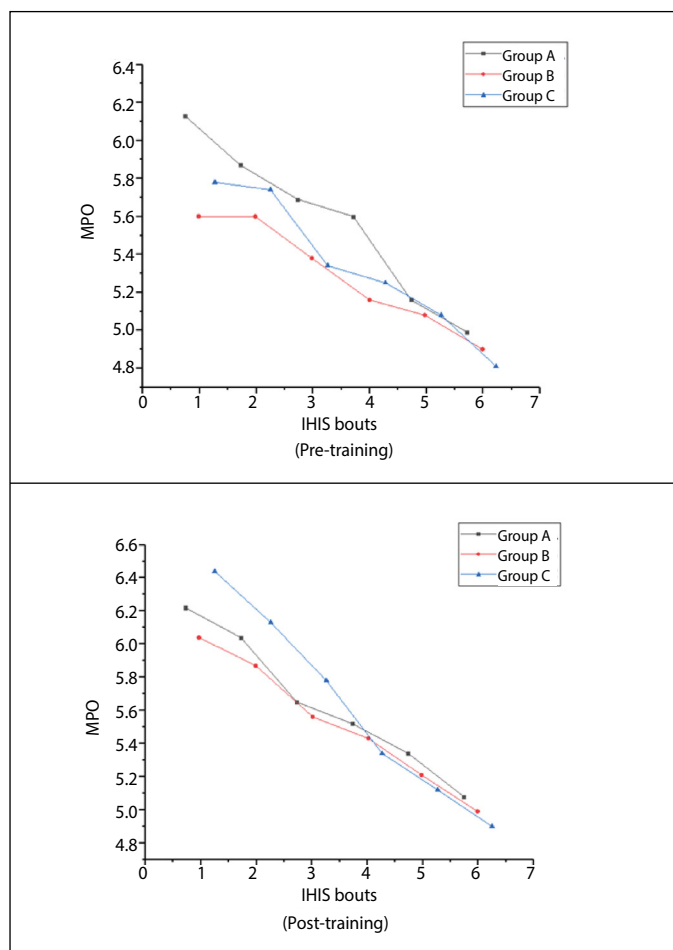 Group A
Group B
Group C
6.4
6.2
6.0
5.8
5.6
5.4
5.2
5.0
4.8
MPO
0 1 2 3 4 5 6 7
IHIS bouts
(Pre-training)
Group A
Group B
Group C
6.6
6.4
6.2
6.0
5.8
5.6
5.4
5.2
5.0
4.8
MPO
0 1 2 3 4 5 6 7
IHIS bouts
(Post-training)